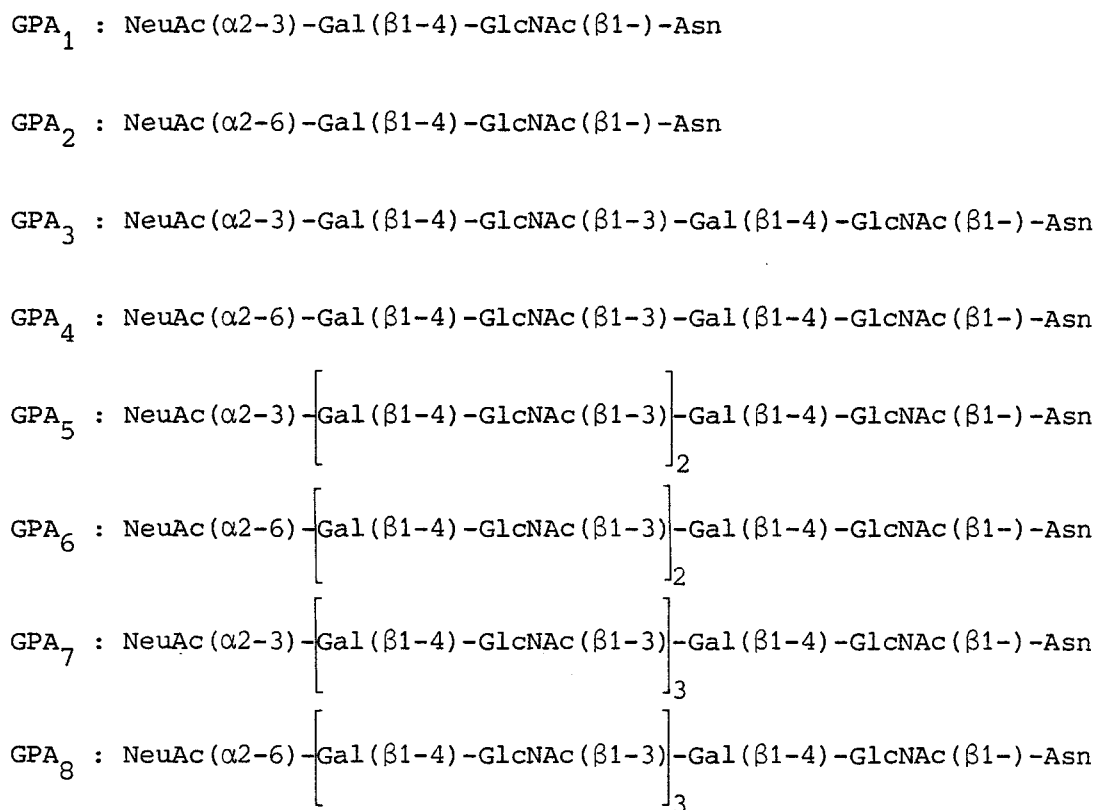 GPA1 : NeuAc(α2-3)-Gal(β1-4)-GlcNAc(β1-)-Asn
GPA2 : NeuAc(α2-6)-Gal(β1-4)-GlcNAc(β1-)-Asn
GPA3 : NeuAc(α2-3)-Gal(β1-4)-GlcNAc(β1-3)-Gal(β1-4)-GlcNAc(β1-)-Asn
GPA4 : NeuAc(α2-6)-Gal(β1-4)-GlcNAc(β1-3)-Gal(β1-4)-GlcNAc(β1-)-Asn
GPA5 : NeuAc(α2-3)-[Gal(β1-4)-GlcNAc(β1-3)]2-Gal(β1-4)-GlcNAc(β1-)-Asn
GPA6 : NeuAc(α2-6)-[Gal(β1-4)-GlcNAc(β1-3)]2-Gal(β1-4)-GlcNAc(β1-)-Asn
GPA7 : NeuAc(α2-3)-[Gal(β1-4)-GlcNAc(β1-3)]3-Gal(β1-4)-GlcNAc(β1-)-Asn
GPA8 : NeuAc(α2-6)-[Gal(β1-4)-GlcNAc(β1-3)]3-Gal(β1-4)-GlcNAc(β1-)-Asn